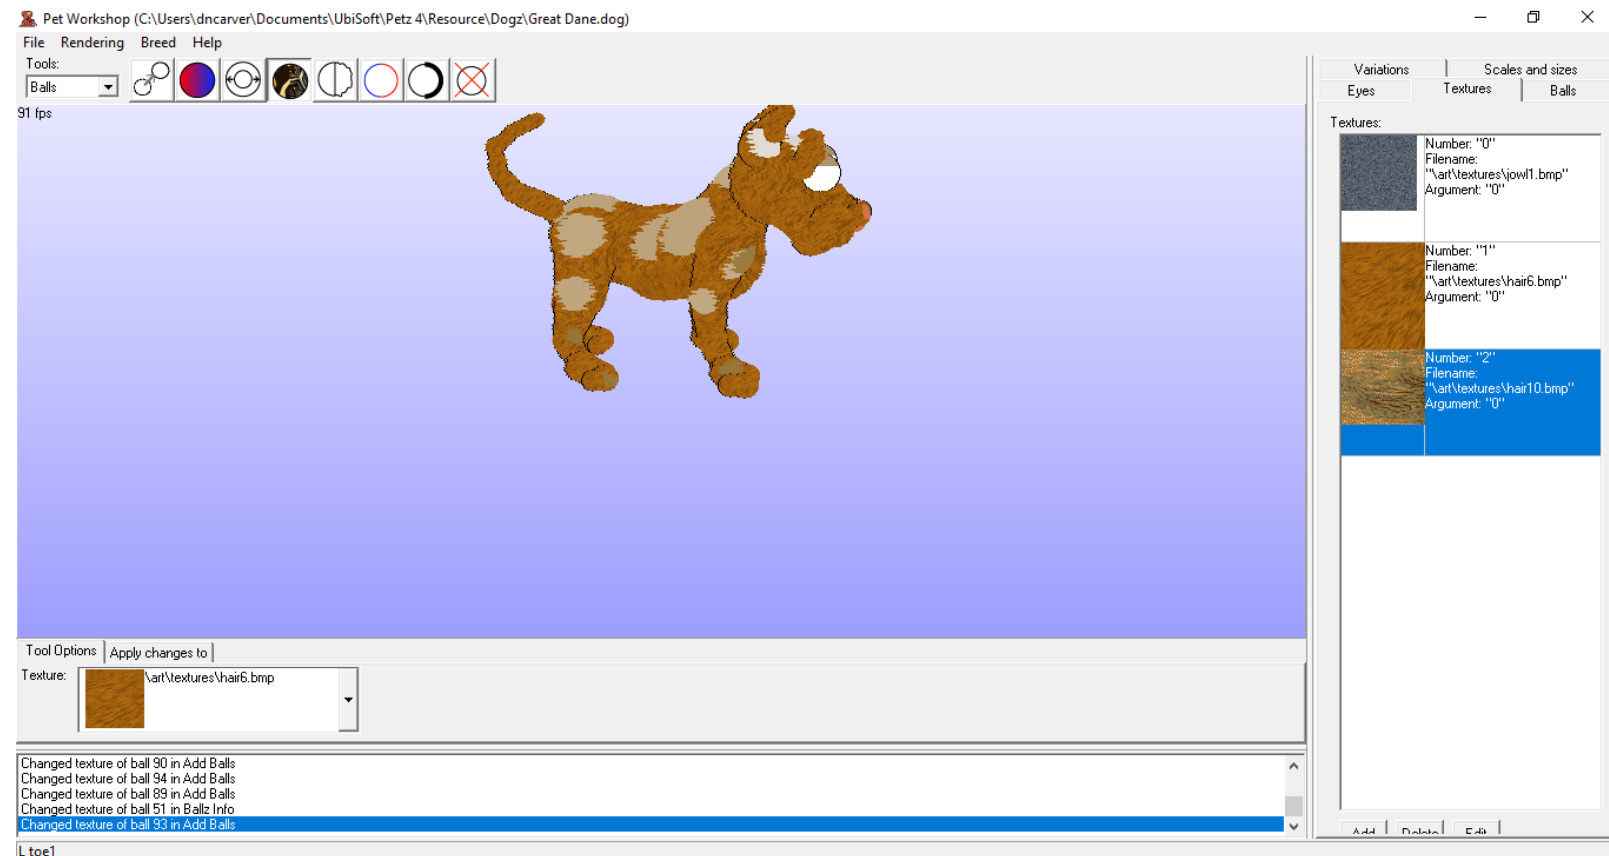 Pet Workshop (C:\Users\dncarver\Documents\UbiSoft\Petz 4\Resource\Dogz\Great Dane.dog)
File Rendering Breed Help
Tools:
Balls
91 fps
Variations Scales and sizes
Eyes Textures Balls
Textures:
Number: "0"
Filename:
"\art\textures\jowl1.bmp"
Argument: "0"
Number: "1"
Filename:
"\art\textures\hair6.bmp"
Argument: "0"
Number: "2"
Filename:
"\art\textures\hair10.bmp"
Argument: "0"
Add Delete Edit
Tool Options Apply changes to
Texture: \art\textures\hair6.bmp
Changed texture of ball 90 in Add Balls
Changed texture of ball 94 in Add Balls
Changed texture of ball 89 in Add Balls
Changed texture of ball 51 in Ballz Info
Changed texture of ball 93 in Add Balls
L toe1